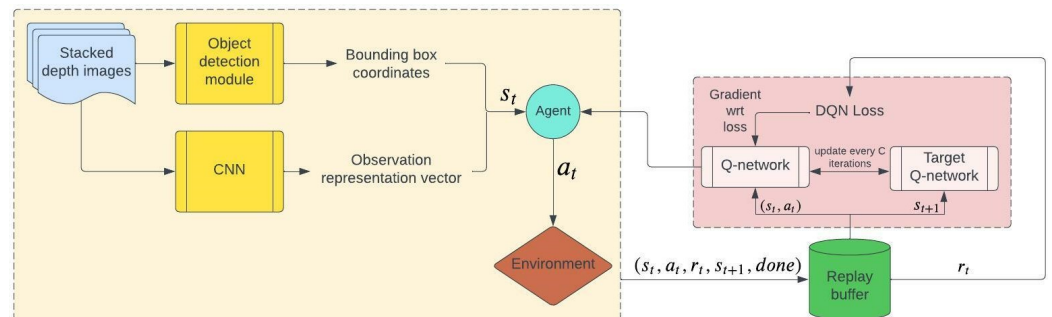 Stacked
depth images
Object
detection
module
Bounding box
coordinates
CNN
Observation
representation vector
s_t
Agent
a_t
Environment
(s_t, a_t, r_t, s_{t+1}, done)
Gradient
wrt
loss
DQN Loss
Q-network
update every C
iterations
Target
Q-network
(s_t, a_t)
s_{t+1}
Replay
buffer
r_t